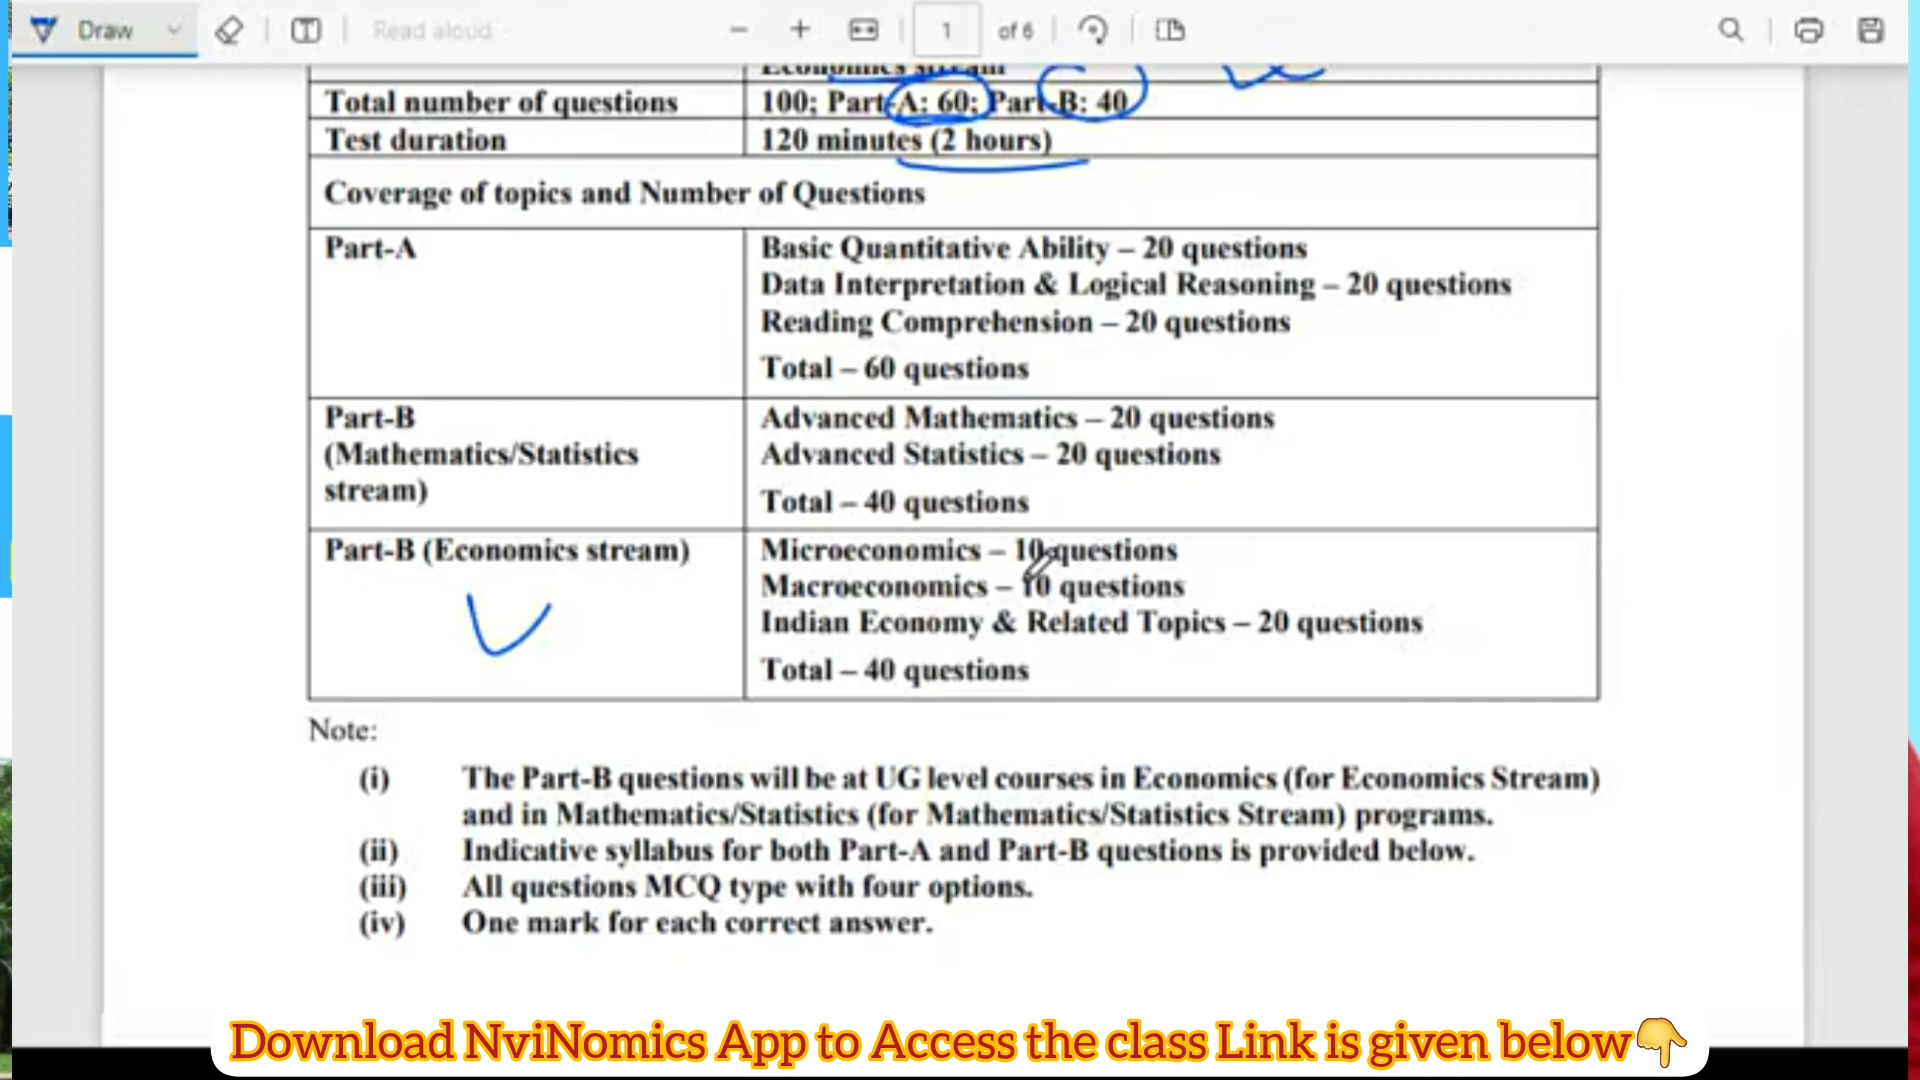 Draw
Read aloud
1 of 6
Economics stream
Total number of questions
100; Part-A: 60; Part-B: 40
Test duration
120 minutes (2 hours)
Coverage of topics and Number of Questions
Part-A
Basic Quantitative Ability – 20 questions
Data Interpretation & Logical Reasoning – 20 questions
Reading Comprehension – 20 questions
Total – 60 questions
Part-B
(Mathematics/Statistics
stream)
Advanced Mathematics – 20 questions
Advanced Statistics – 20 questions
Total – 40 questions
Part-B (Economics stream)
Microeconomics – 10 questions
Macroeconomics – 10 questions
Indian Economy & Related Topics – 20 questions
Total – 40 questions
Note:
(i) The Part-B questions will be at UG level courses in Economics (for Economics Stream)
and in Mathematics/Statistics (for Mathematics/Statistics Stream) programs.
(ii) Indicative syllabus for both Part-A and Part-B questions is provided below.
(iii) All questions MCQ type with four options.
(iv) One mark for each correct answer.
Download NviNomics App to Access the class Link is given below👇